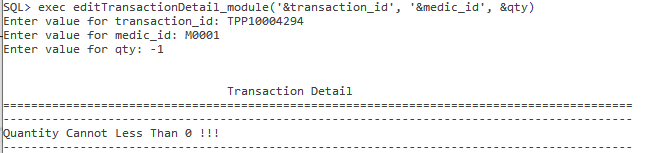 SQL> exec editTransactionDetail_module('&transaction_id', '&medic_id', &qty)
Enter value for transaction_id: TPP10004294
Enter value for medic_id: M0001
Enter value for qty: -1
Transaction Detail
==========================================================================================
------------------------------------------------------------------------------------------
Quantity Cannot Less Than 0 !!!
------------------------------------------------------------------------------------------